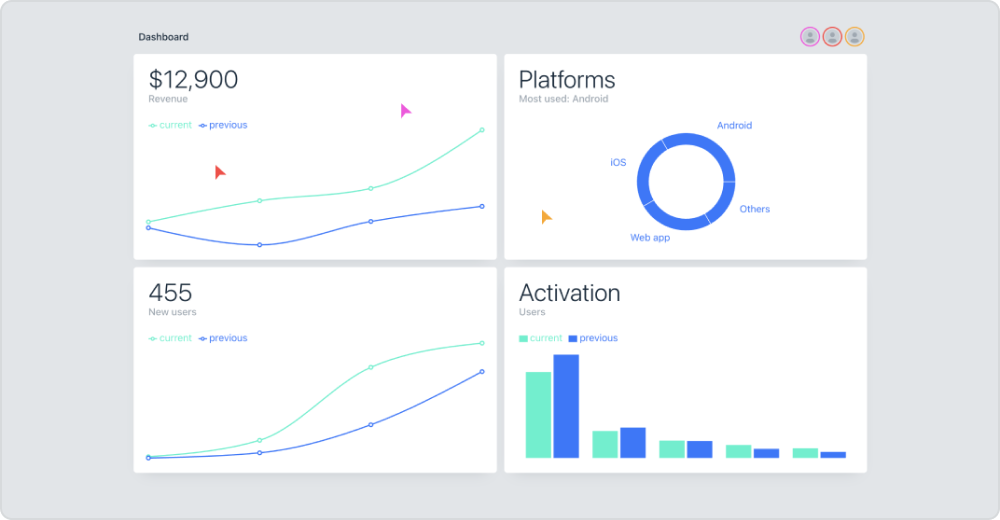 Dashboard
$12,900
Revenue
current previous
Platforms
Most used: Android
Android
iOS
Others
Web app
455
New users
current previous
Activation
Users
current previous